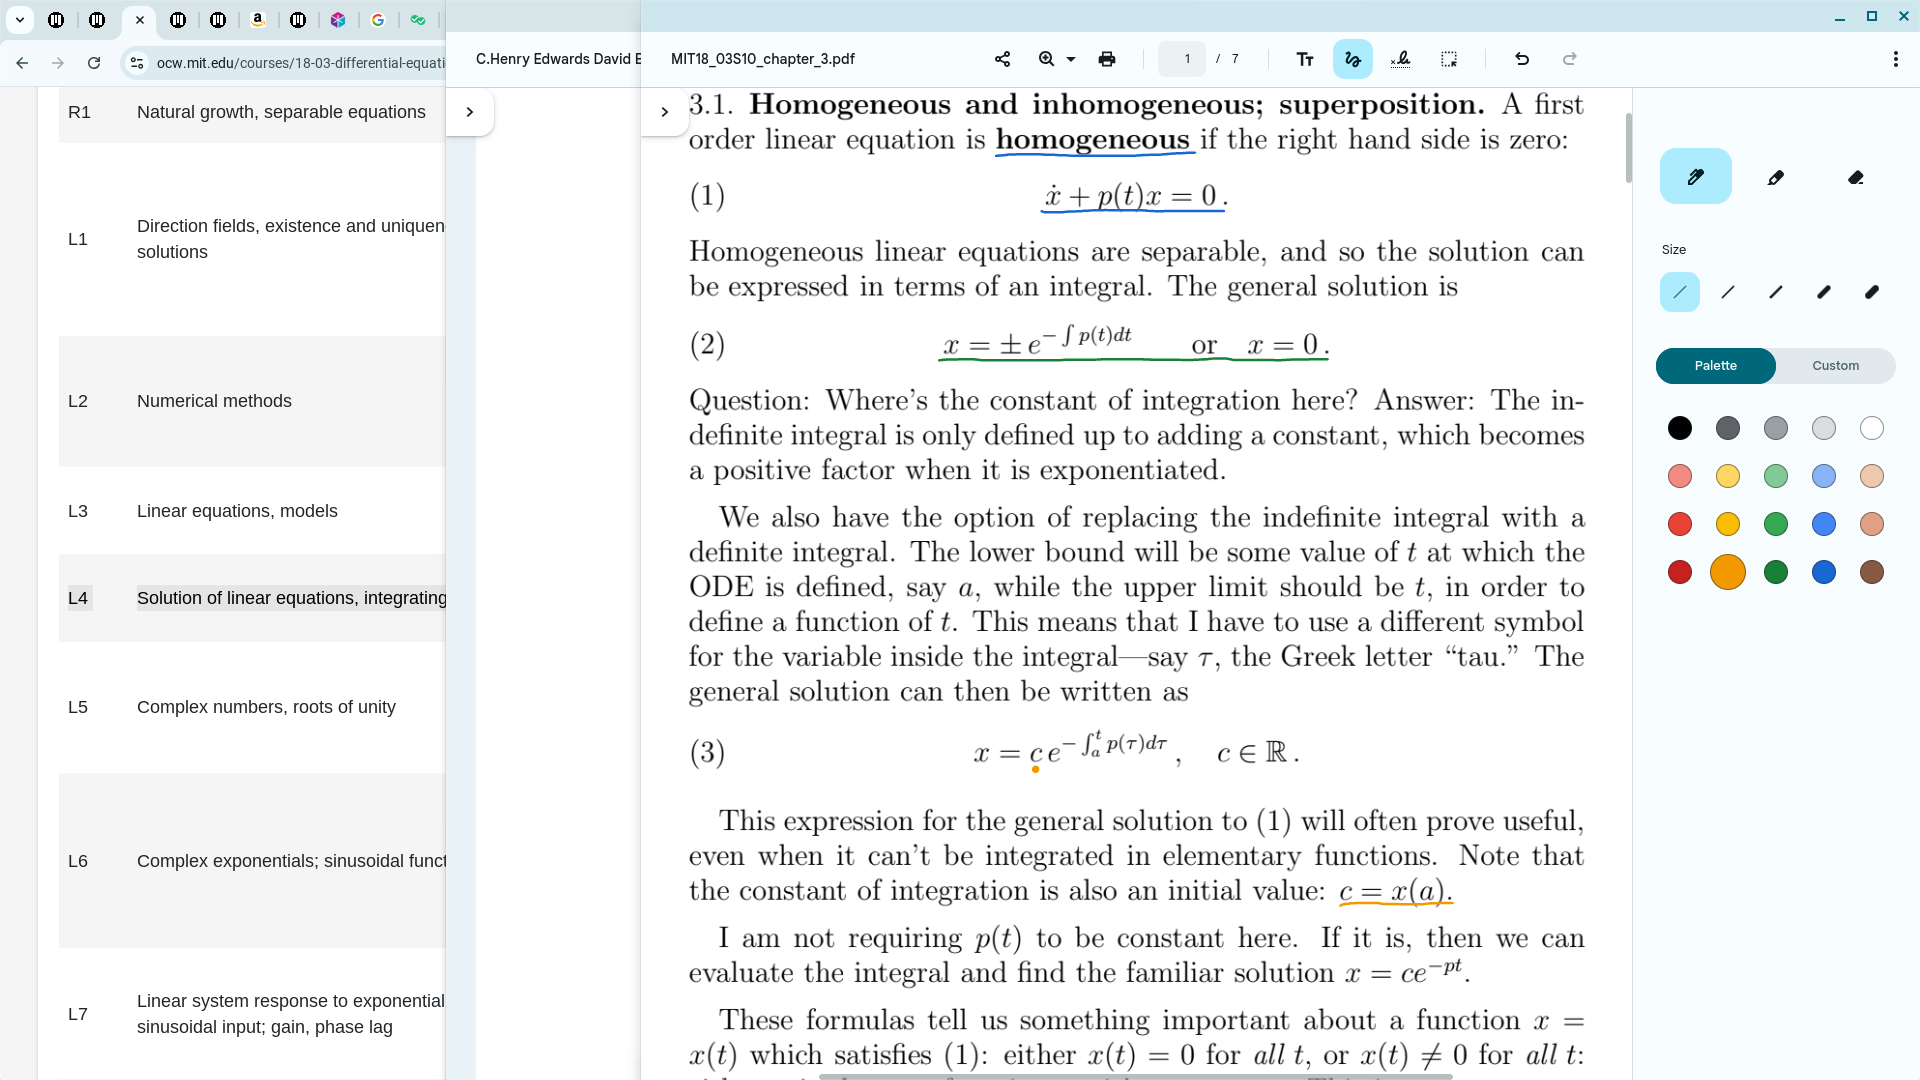 ocw.mit.edu/courses/18-03-differential-equati
R1 Natural growth, separable equations
L1 Direction fields, existence and uniquen
solutions
L2 Numerical methods
L3 Linear equations, models
L4 Solution of linear equations, integrating
L5 Complex numbers, roots of unity
L6 Complex exponentials; sinusoidal funct
L7 Linear system response to exponential
sinusoidal input; gain, phase lag
C.Henry Edwards David E
MIT18_03S10_chapter_3.pdf
1 / 7
3.1. Homogeneous and inhomogeneous; superposition. A first
order linear equation is homogeneous if the right hand side is zero:
(1) ẋ + p(t)x = 0 .
Homogeneous linear equations are separable, and so the solution can
be expressed in terms of an integral. The general solution is
(2) x = ± e^{− ∫ p(t)dt} or x = 0 .
Question: Where's the constant of integration here? Answer: The in-
definite integral is only defined up to adding a constant, which becomes
a positive factor when it is exponentiated.
We also have the option of replacing the indefinite integral with a
definite integral. The lower bound will be some value of t at which the
ODE is defined, say a, while the upper limit should be t, in order to
define a function of t. This means that I have to use a different symbol
for the variable inside the integral—say τ, the Greek letter “tau.” The
general solution can then be written as
(3) x = c e^{− ∫_a^t p(τ)dτ} , c ∈ ℝ .
This expression for the general solution to (1) will often prove useful,
even when it can't be integrated in elementary functions. Note that
the constant of integration is also an initial value: c = x(a).
I am not requiring p(t) to be constant here. If it is, then we can
evaluate the integral and find the familiar solution x = ce^{−pt}.
These formulas tell us something important about a function x =
x(t) which satisfies (1): either x(t) = 0 for all t, or x(t) ≠ 0 for all t:
Size
Palette Custom